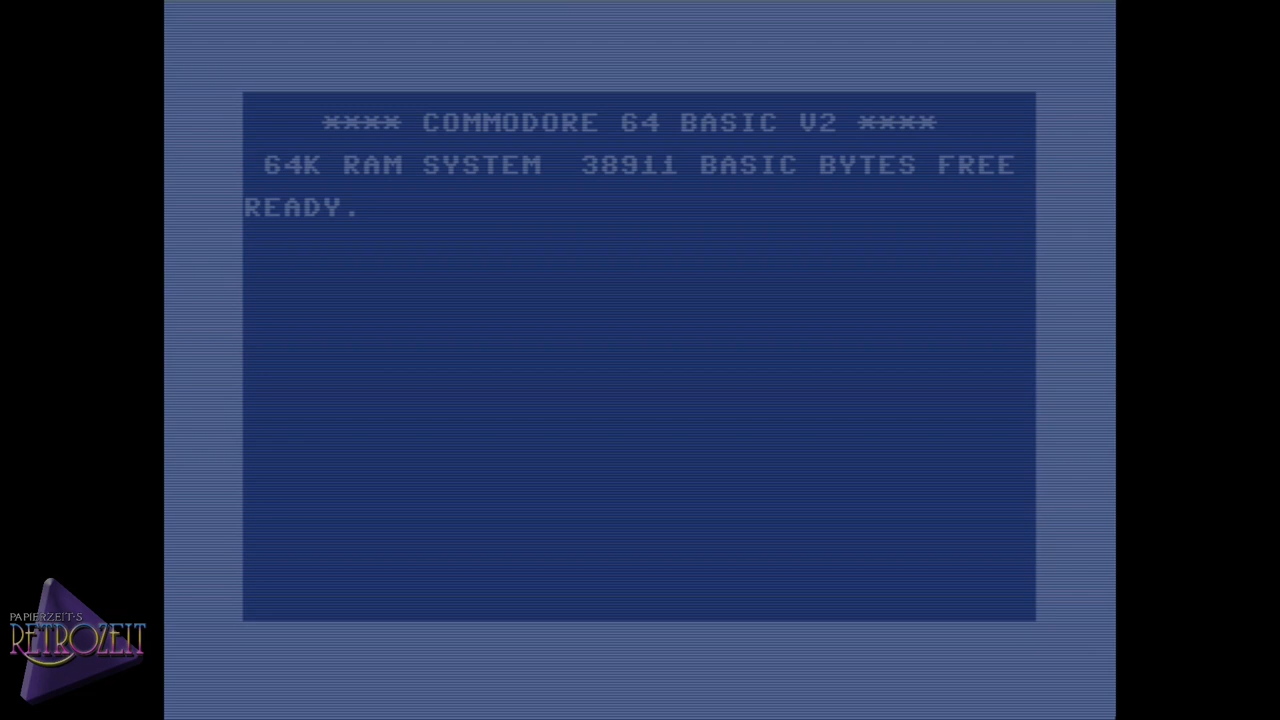 **** COMMODORE 64 BASIC V2 ****
64K RAM SYSTEM  38911 BASIC BYTES FREE
READY.
PAPIERZEIT-S
RETROZEIT